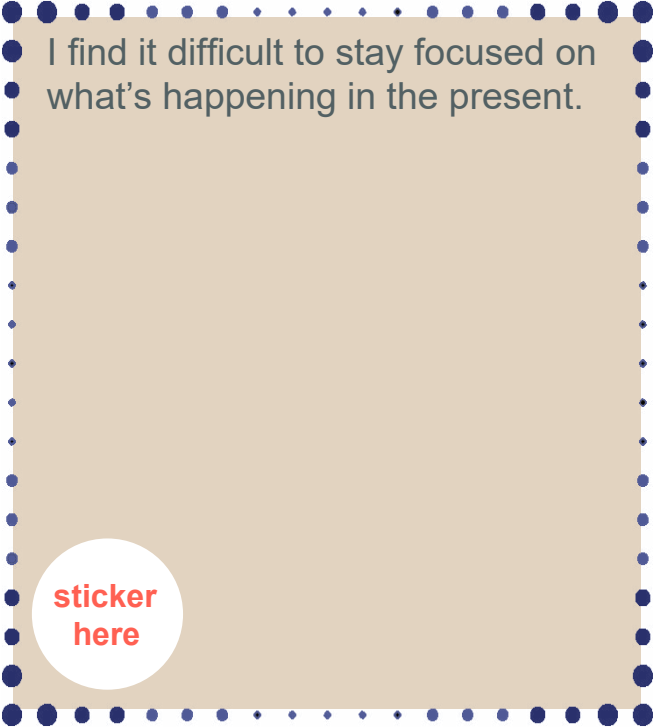 I find it difficult to stay focused on
what’s happening in the present.
sticker
here